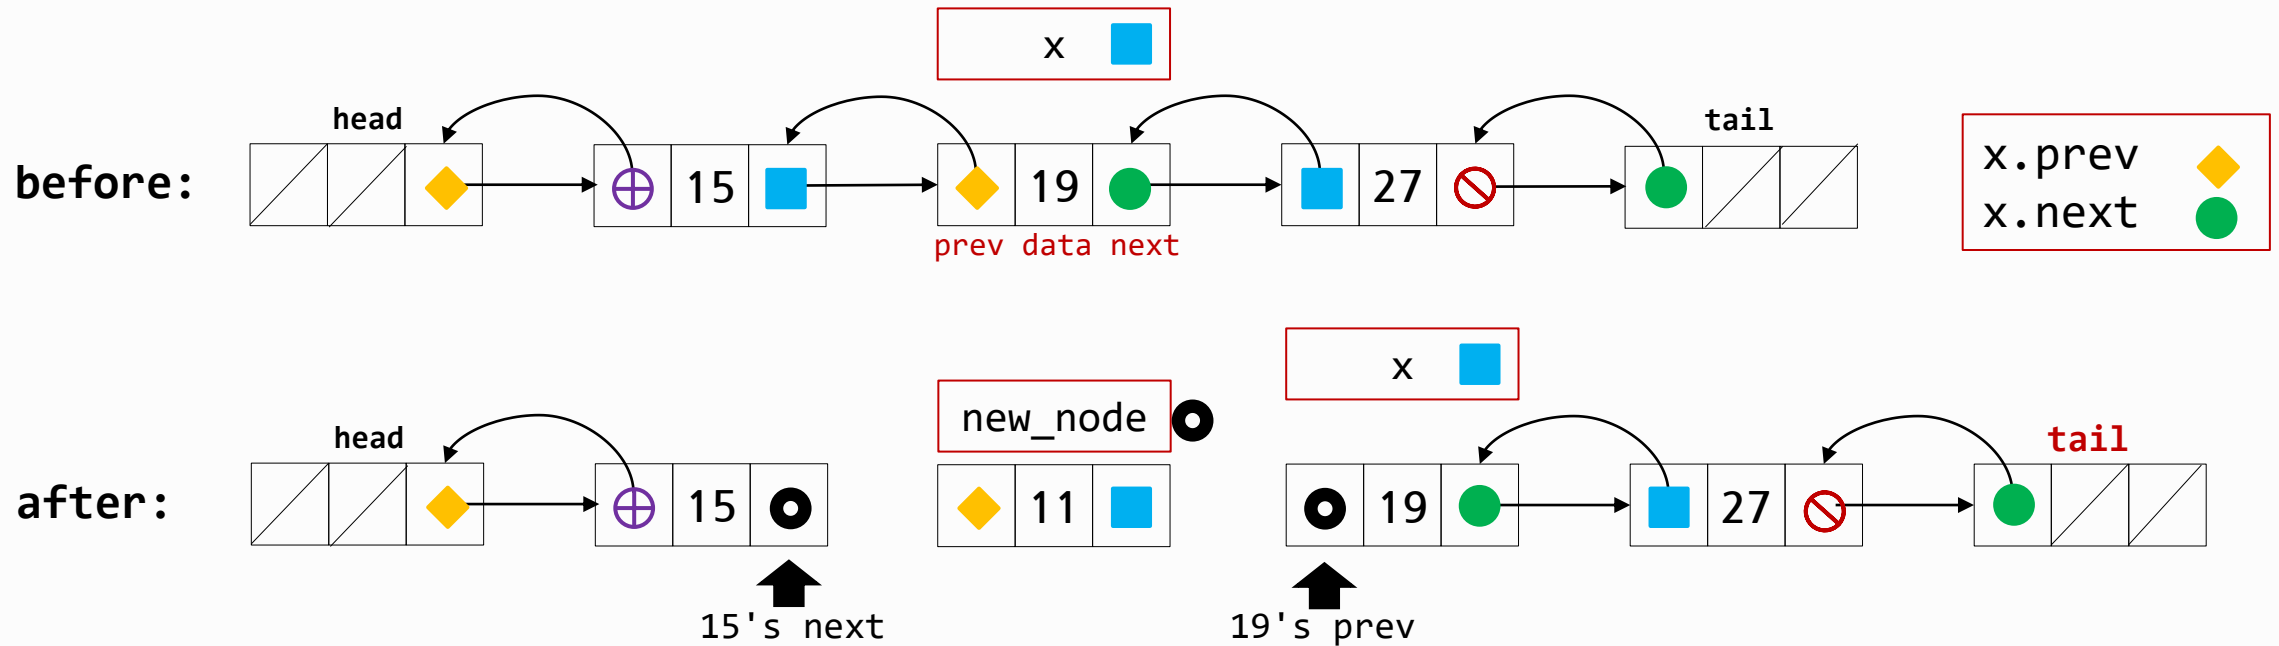 x
head
tail
before:
15
19
27
x.prev
x.next
prev data next
x
new_node
head
tail
after:
15
11
19
27
15's next
19's prev